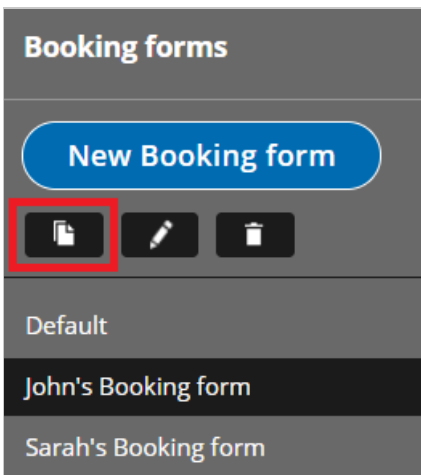 Booking forms
New Booking form
Default
John's Booking form
Sarah's Booking form